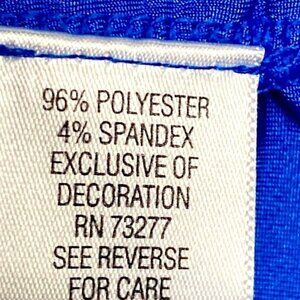 96% POLYESTER
4% SPANDEX
EXCLUSIVE OF
DECORATION
RN 73277
SEE REVERSE
FOR CARE